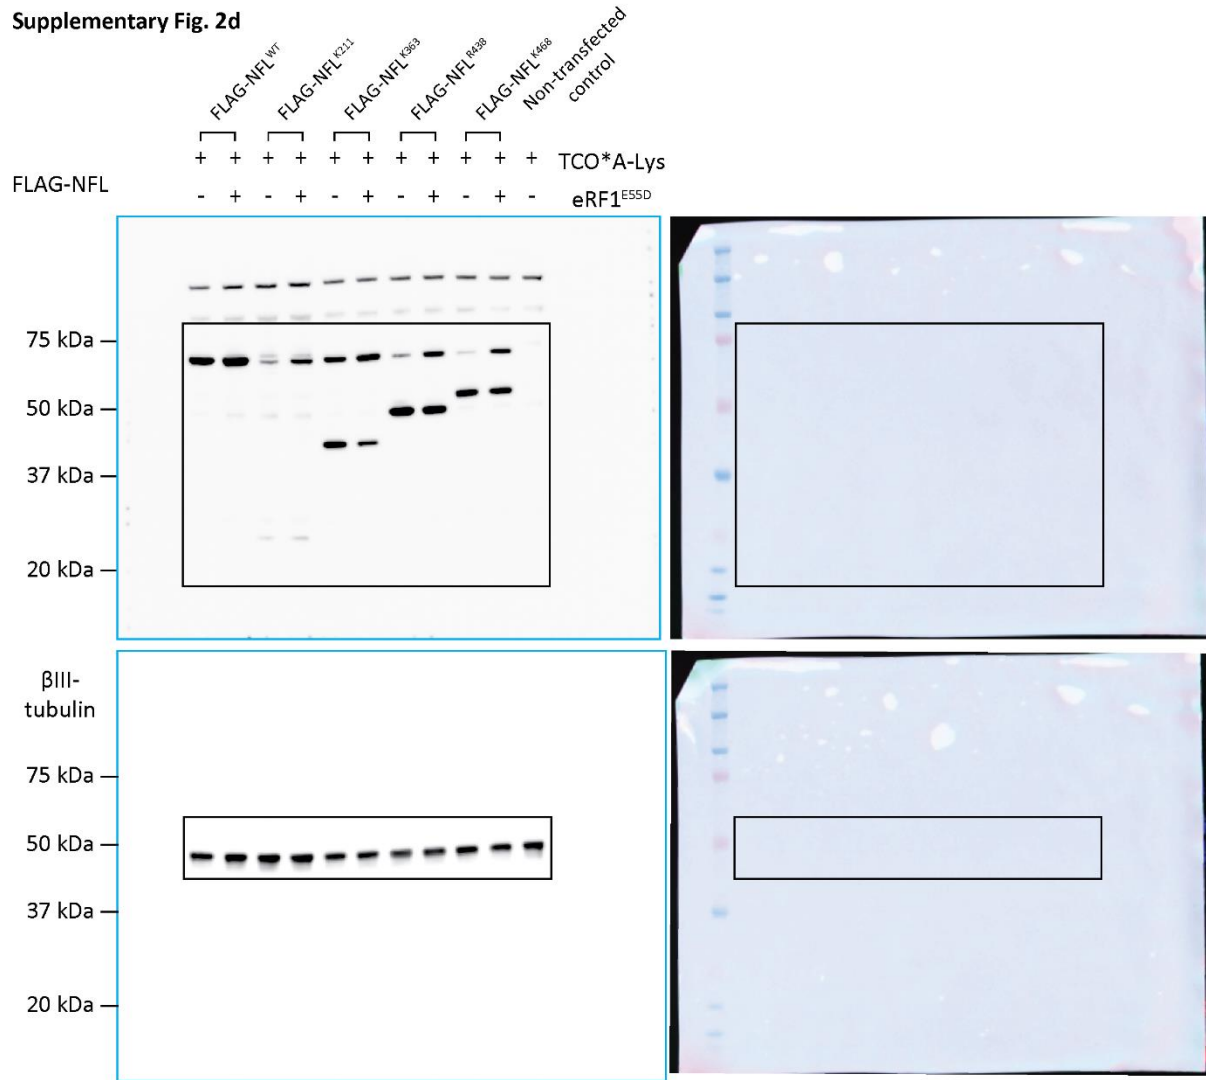 Supplementary Fig. 2d
FLAG-NFL^WT
FLAG-NFL^K211
FLAG-NFL^K363
FLAG-NFL^R438
FLAG-NFL^K468
Non-transfected
control
+ + + + + + + + + + + TCO*A-Lys
FLAG-NFL
- + - + - + - + - + - eRF1^E55D
75 kDa
50 kDa
37 kDa
20 kDa
βIII-
tubulin
75 kDa
50 kDa
37 kDa
20 kDa